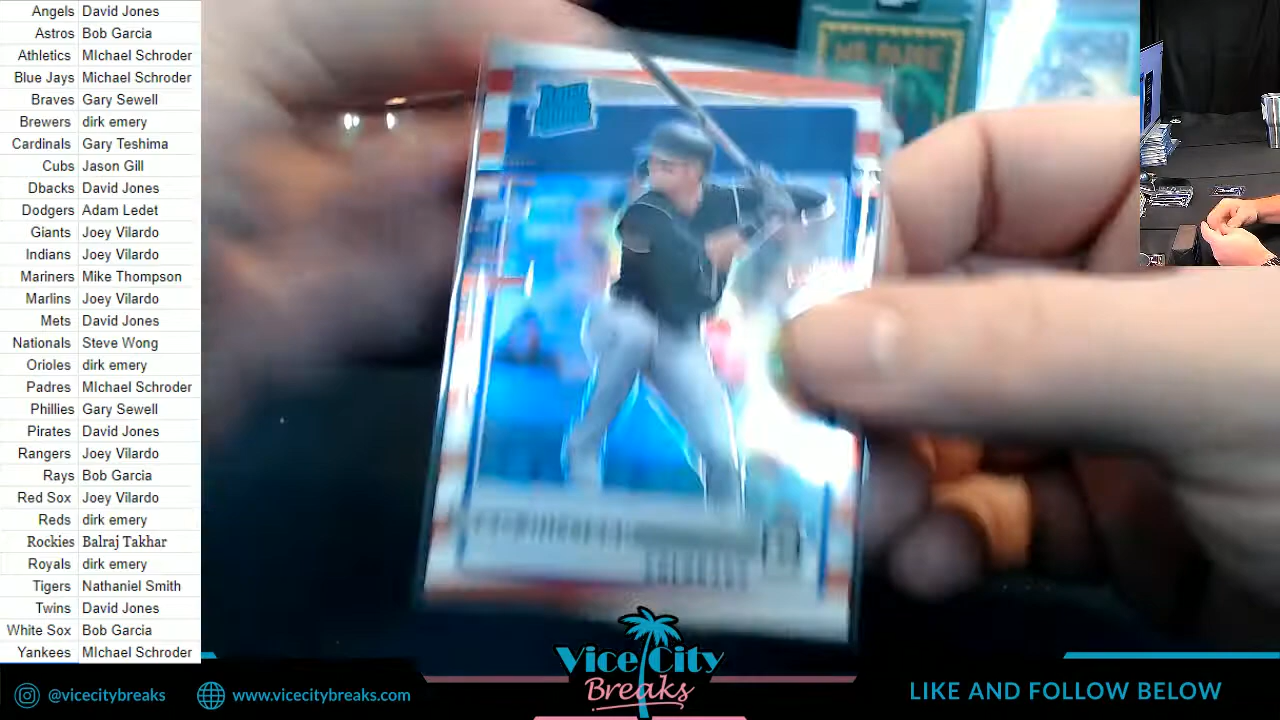 Angels David Jones
Astros Bob Garcia
Athletics MIchael Schroder
Blue Jays Michael Schroder
Braves Gary Sewell
Brewers dirk emery
Cardinals Gary Teshima
Cubs Jason Gill
Dbacks David Jones
Dodgers Adam Ledet
Giants Joey Vilardo
Indians Joey Vilardo
Mariners Mike Thompson
Marlins Joey Vilardo
Mets David Jones
Nationals Steve Wong
Orioles dirk emery
Padres MIchael Schroder
Phillies Gary Sewell
Pirates David Jones
Rangers Joey Vilardo
Rays Bob Garcia
Red Sox Joey Vilardo
Reds dirk emery
Rockies Balraj Takhar
Royals dirk emery
Tigers Nathaniel Smith
Twins David Jones
White Sox Bob Garcia
Yankees MIchael Schroder
Vice City
Breaks
@vicecitybreaks
www.vicecitybreaks.com
LIKE AND FOLLOW BELOW